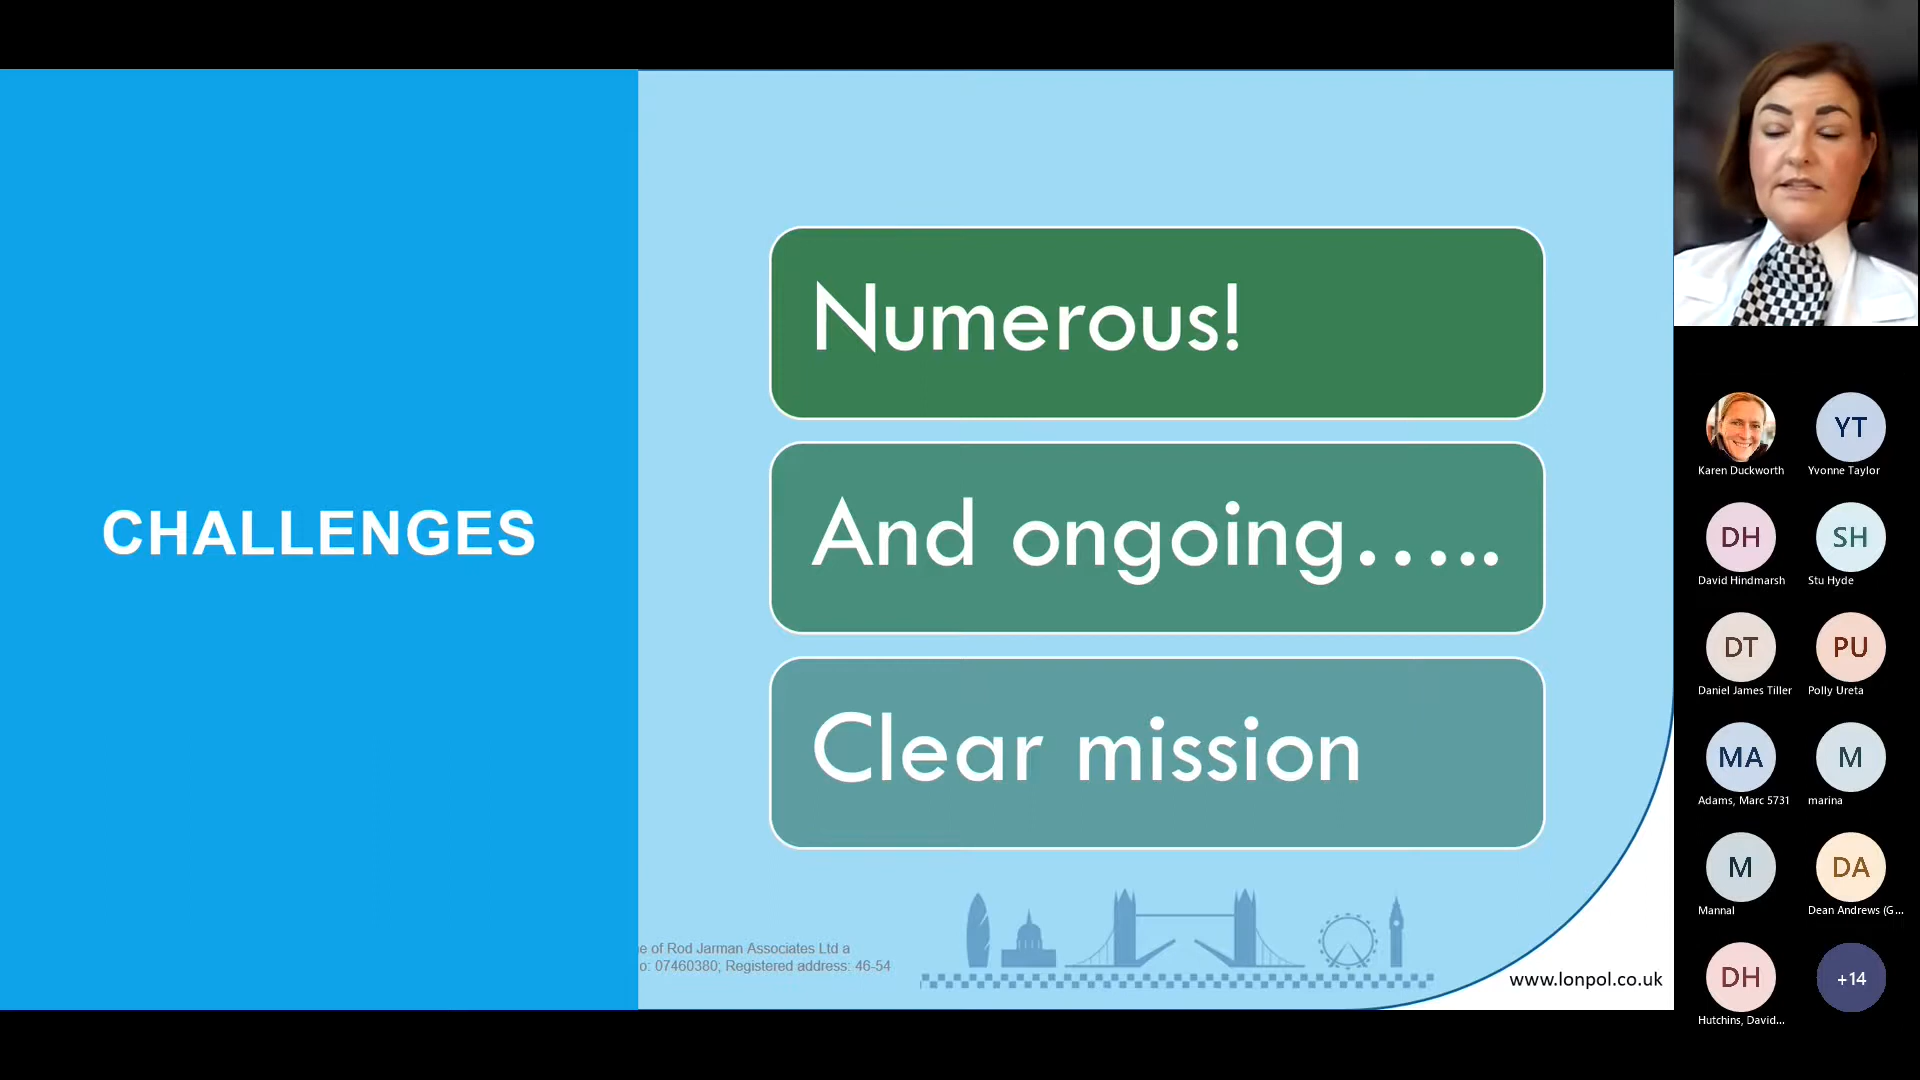 CHALLENGES
Numerous!
And ongoing…..
Clear mission
e of Rod Jarman Associates Ltd a
o: 07460380; Registered address: 46-54
www.lonpol.co.uk
YT
Karen Duckworth
Yvonne Taylor
DH
SH
David Hindmarsh
Stu Hyde
DT
PU
Daniel James Tiller
Polly Ureta
MA
M
Adams, Marc 5731
marina
M
DA
Mannal
Dean Andrews (G...
DH
+14
Hutchins, David...